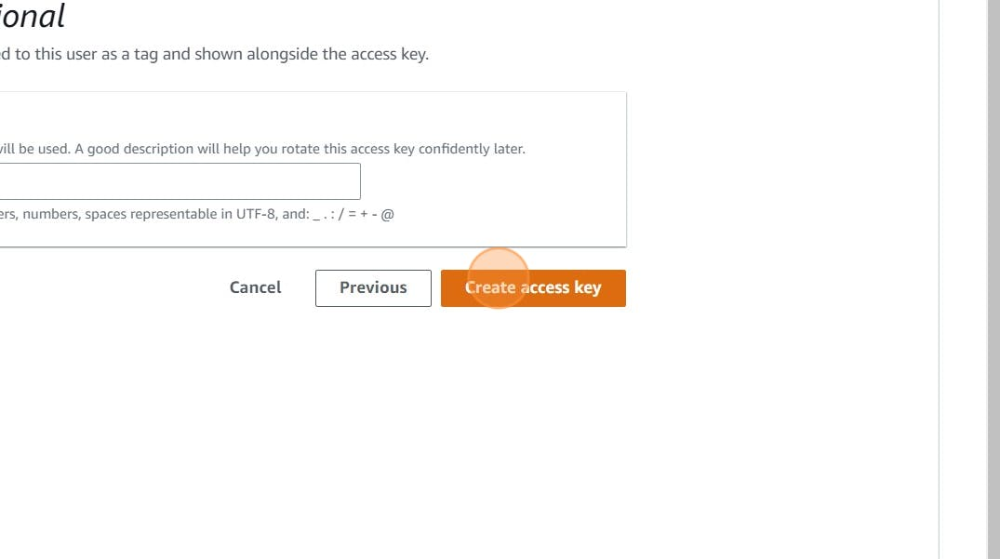 ional
ed to this user as a tag and shown alongside the access key.
will be used. A good description will help you rotate this access key confidently later.
ers, numbers, spaces representable in UTF-8, and: _ . : / = + - @
Cancel Previous Create access key